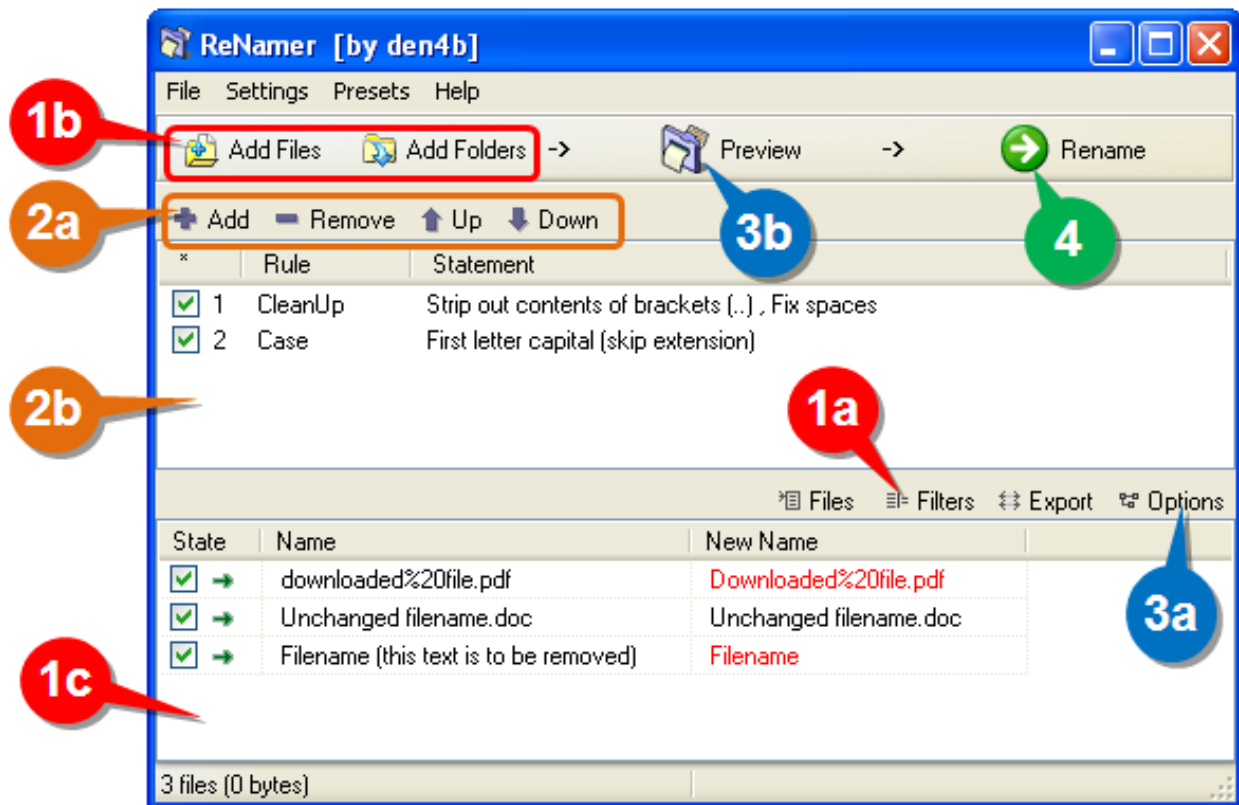 ReNamer [by den4b]
File Settings Presets Help
1b
Add Files Add Folders -> Preview -> Rename
2a
Add Remove Up Down
3b
4
* Rule Statement
1 CleanUp Strip out contents of brackets (..) , Fix spaces
2 Case First letter capital (skip extension)
2b
1a
Files Filters Export Options
State Name New Name
downloaded%20file.pdf Downloaded%20file.pdf
Unchanged filename.doc Unchanged filename.doc
3a
Filename (this text is to be removed) Filename
1c
3 files (0 bytes)